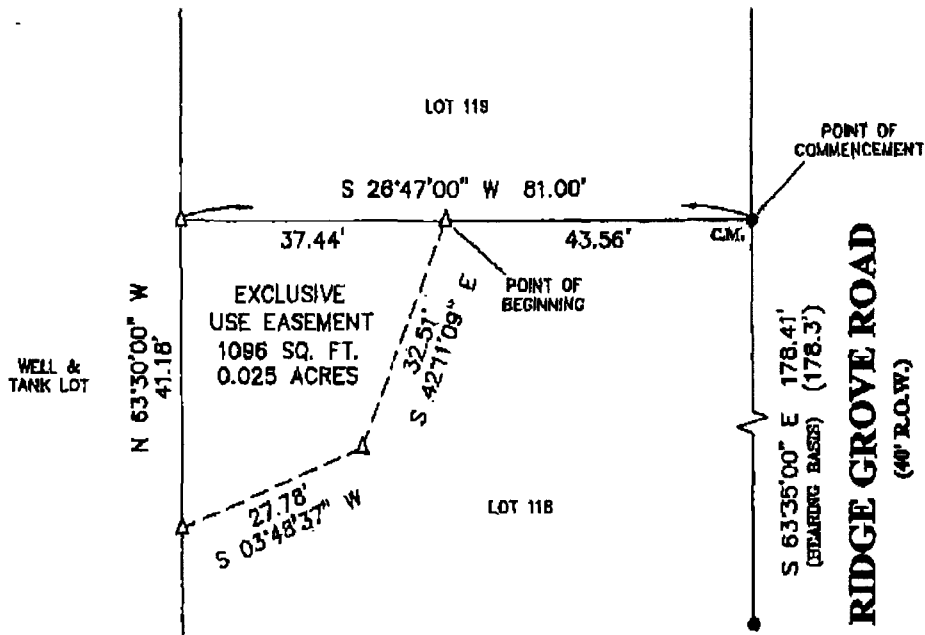 LOT 119
POINT OF
COMMENCEMENT
S 26°47'00" W 81.00'
37.44'
43.56'
C.M.
POINT OF
BEGINNING
EXCLUSIVE
USE EASEMENT
1096 SQ. FT.
0.025 ACRES
32.51'
S 42°11'09" E
WELL &
TANK LOT
N 63°30'00" W
41.18'
27.78'
S 03°48'37" W
LOT 118
S 63°35'00" E 178.41'
(BEARING BASIS) (178.3')
RIDGE GROVE ROAD
(40' R.O.W.)